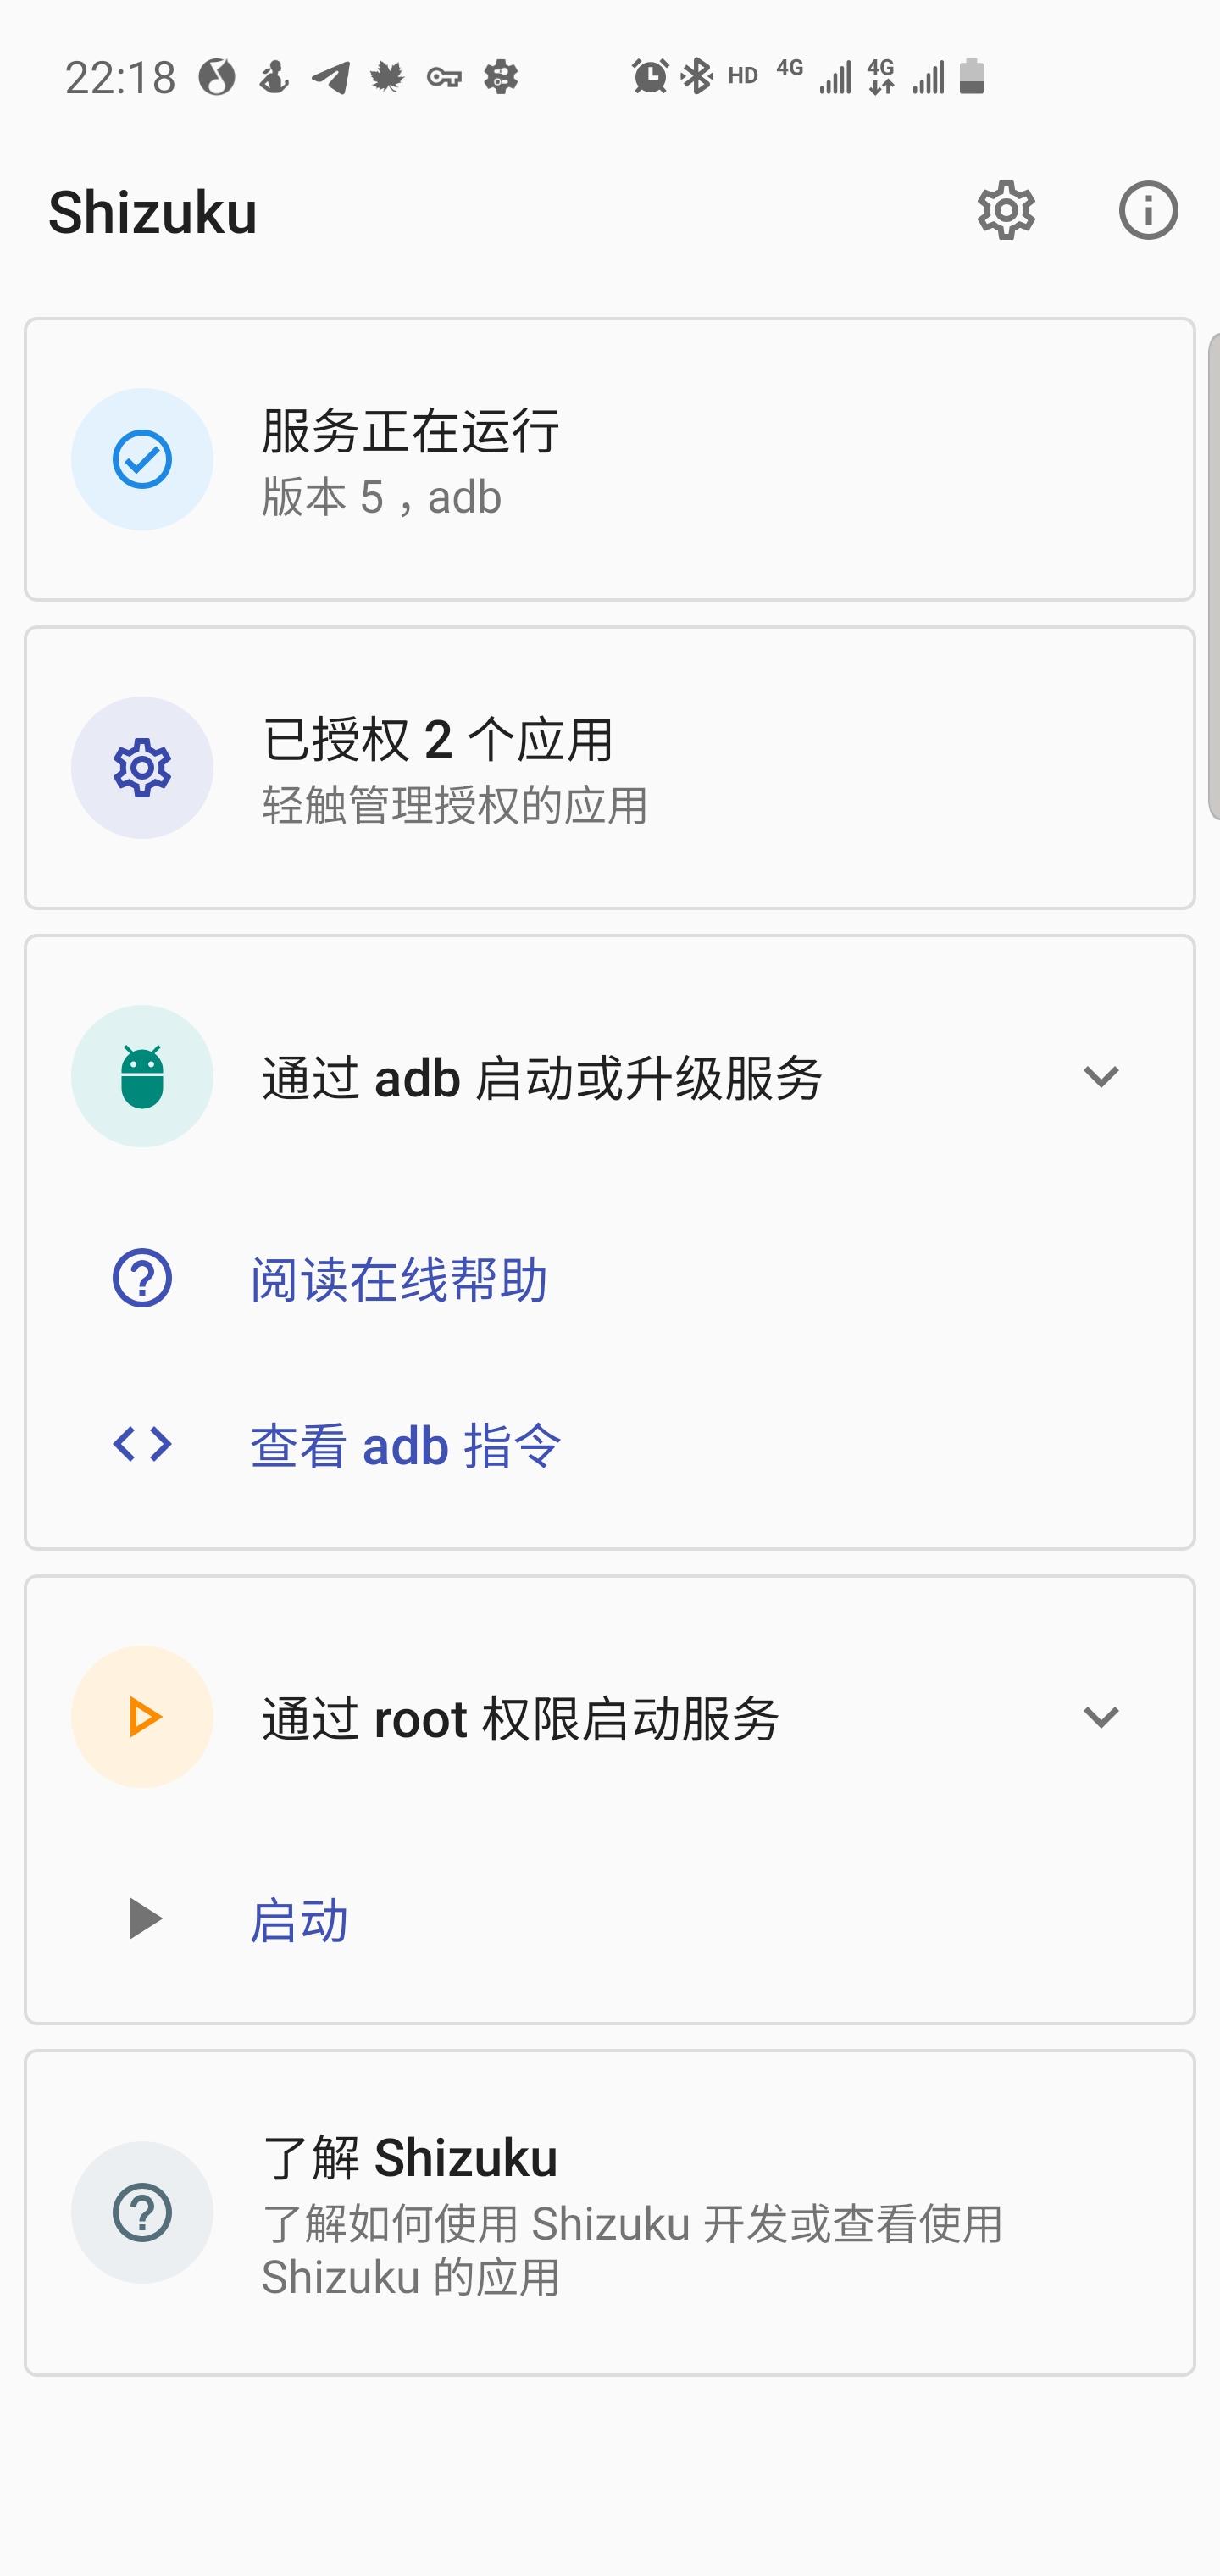 22:18
HD 4G 4G
Shizuku
服务正在运行
版本 5，adb
已授权 2 个应用
轻触管理授权的应用
通过 adb 启动或升级服务
阅读在线帮助
查看 adb 指令
通过 root 权限启动服务
启动
了解 Shizuku
了解如何使用 Shizuku 开发或查看使用
Shizuku 的应用